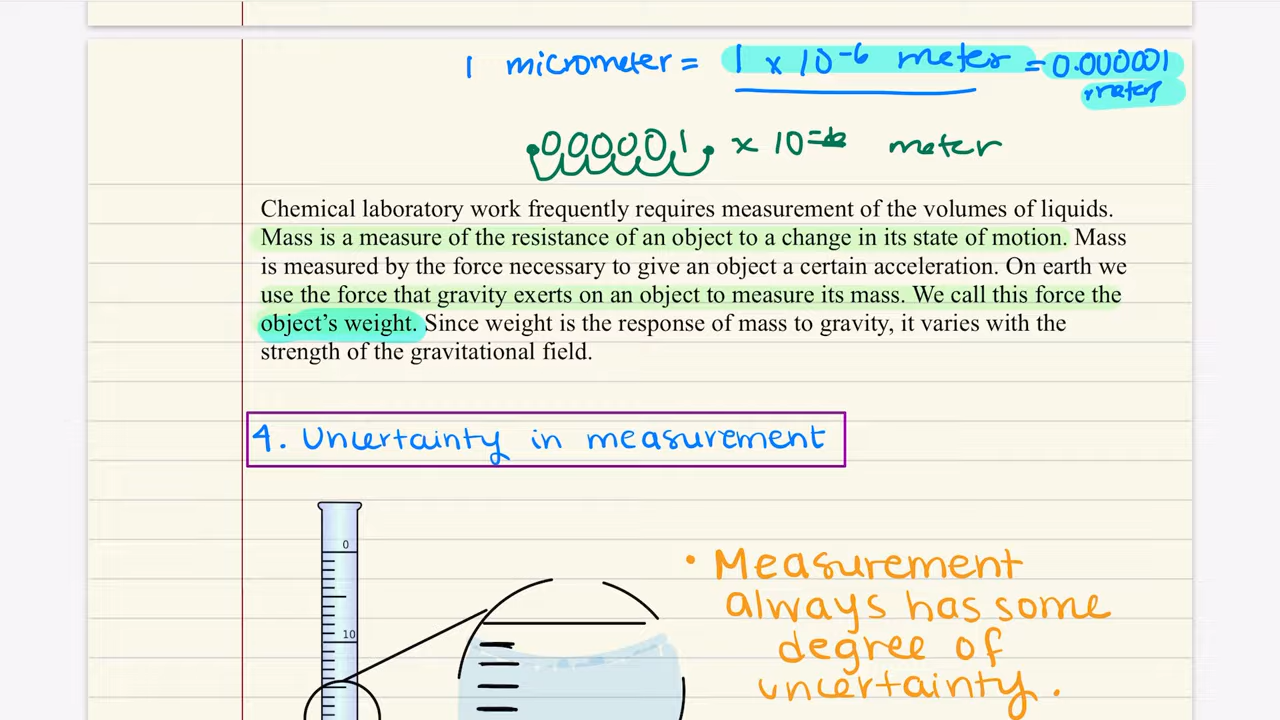 1 micrometer = 1 x 10-6 meter = 0.000001
meters
.000001. x 10-6 meter
Chemical laboratory work frequently requires measurement of the volumes of liquids.
Mass is a measure of the resistance of an object to a change in its state of motion. Mass
is measured by the force necessary to give an object a certain acceleration. On earth we
use the force that gravity exerts on an object to measure its mass. We call this force the
object's weight. Since weight is the response of mass to gravity, it varies with the
strength of the gravitational field.
4. Uncertainty in measurement
0
10
• Measurement
always has some
degree of
uncertainty.